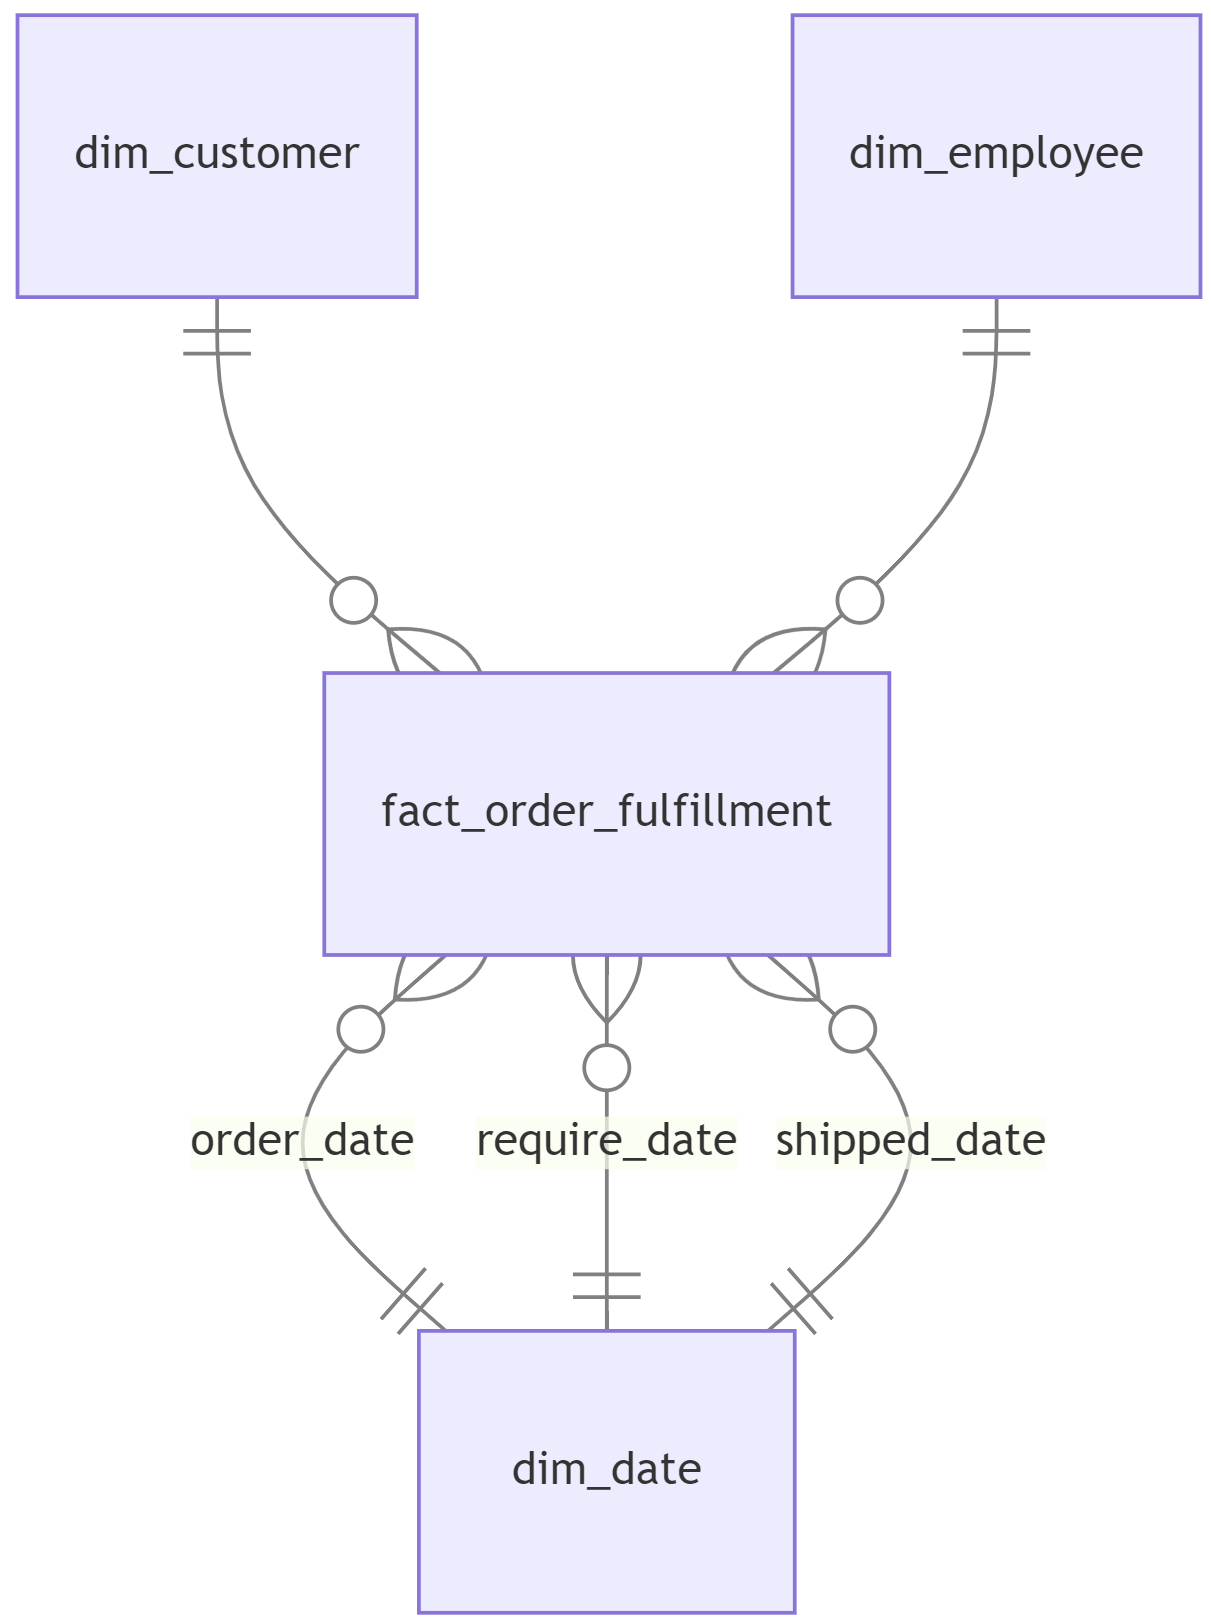 dim_customer
dim_employee
fact_order_fulfillment
order_date
require_date
shipped_date
dim_date